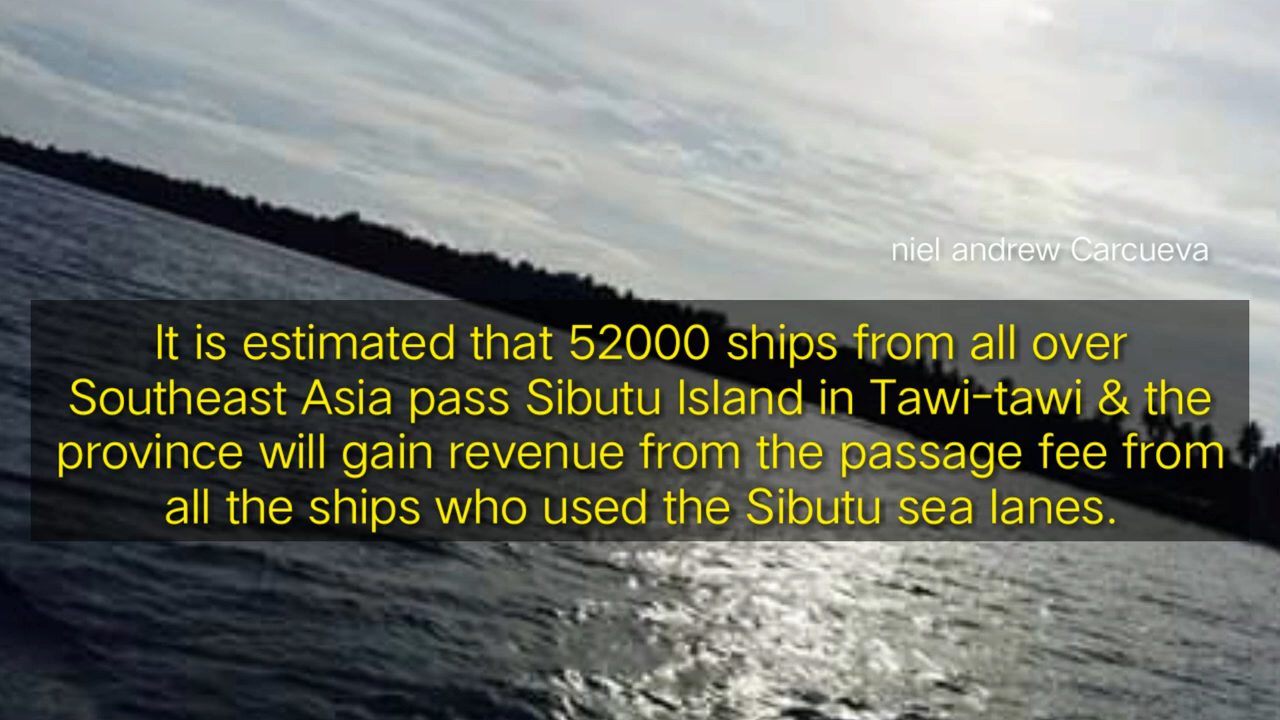 niel andrew Carcueva
It is estimated that 52000 ships from all over
Southeast Asia pass Sibutu Island in Tawi-tawi & the
province will gain revenue from the passage fee from
all the ships who used the Sibutu sea lanes.